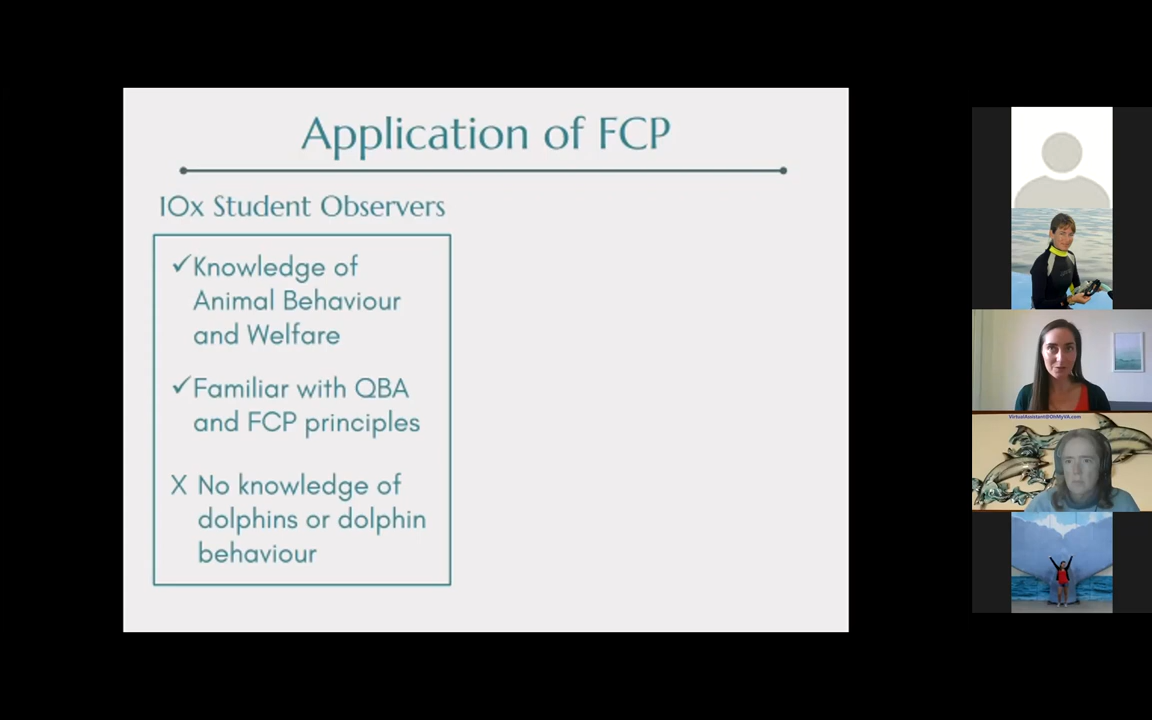 Application of FCP
10x Student Observers
✓Knowledge of
Animal Behaviour
and Welfare
✓Familiar with QBA
and FCP principles
X No knowledge of
dolphins or dolphin
behaviour
VirtualAssistant@OhMyVA.com